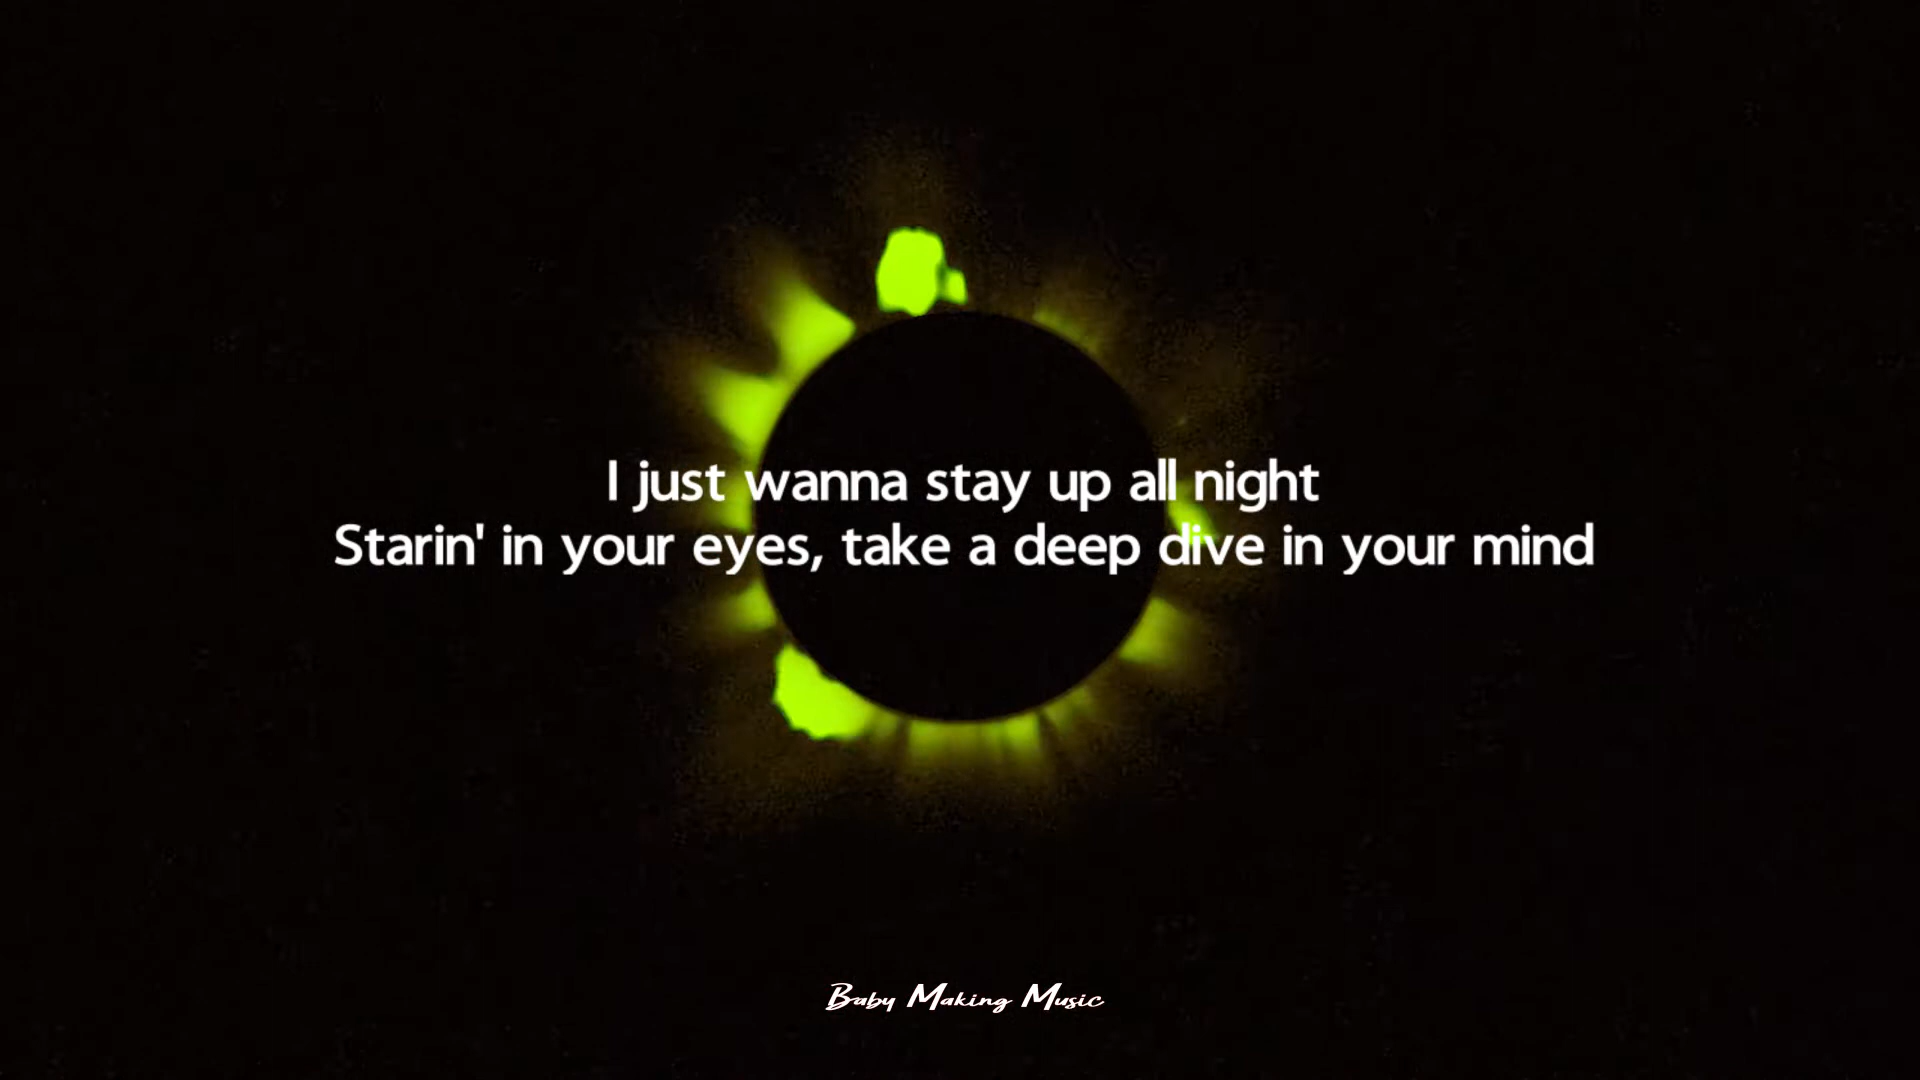 I just wanna stay up all night
Starin' in your eyes, take a deep dive in your mind
Baby Making Music